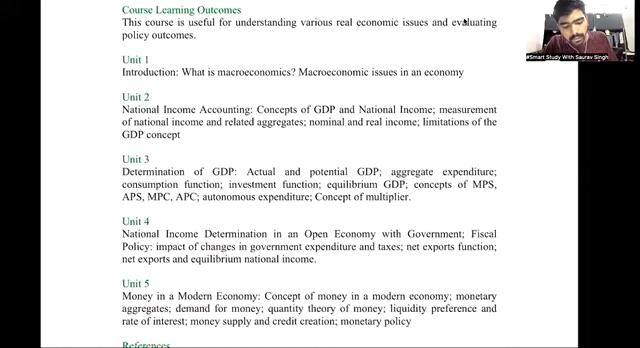 Course Learning Outcomes
This course is useful for understanding various real economic issues and evaluating
policy outcomes.
Unit 1
Introduction: What is macroeconomics? Macroeconomic issues in an economy
Unit 2
National Income Accounting: Concepts of GDP and National Income; measurement
of national income and related aggregates; nominal and real income; limitations of the
GDP concept
Unit 3
Determination of GDP: Actual and potential GDP; aggregate expenditure;
consumption function; investment function; equilibrium GDP; concepts of MPS,
APS, MPC, APC; autonomous expenditure; Concept of multiplier.
Unit 4
National Income Determination in an Open Economy with Government; Fiscal
Policy: impact of changes in government expenditure and taxes; net exports function;
net exports and equilibrium national income.
Unit 5
Money in a Modern Economy: Concept of money in a modern economy; monetary
aggregates; demand for money; quantity theory of money; liquidity preference and
rate of interest; money supply and credit creation; monetary policy
References
#Smart Study With Saurav Singh